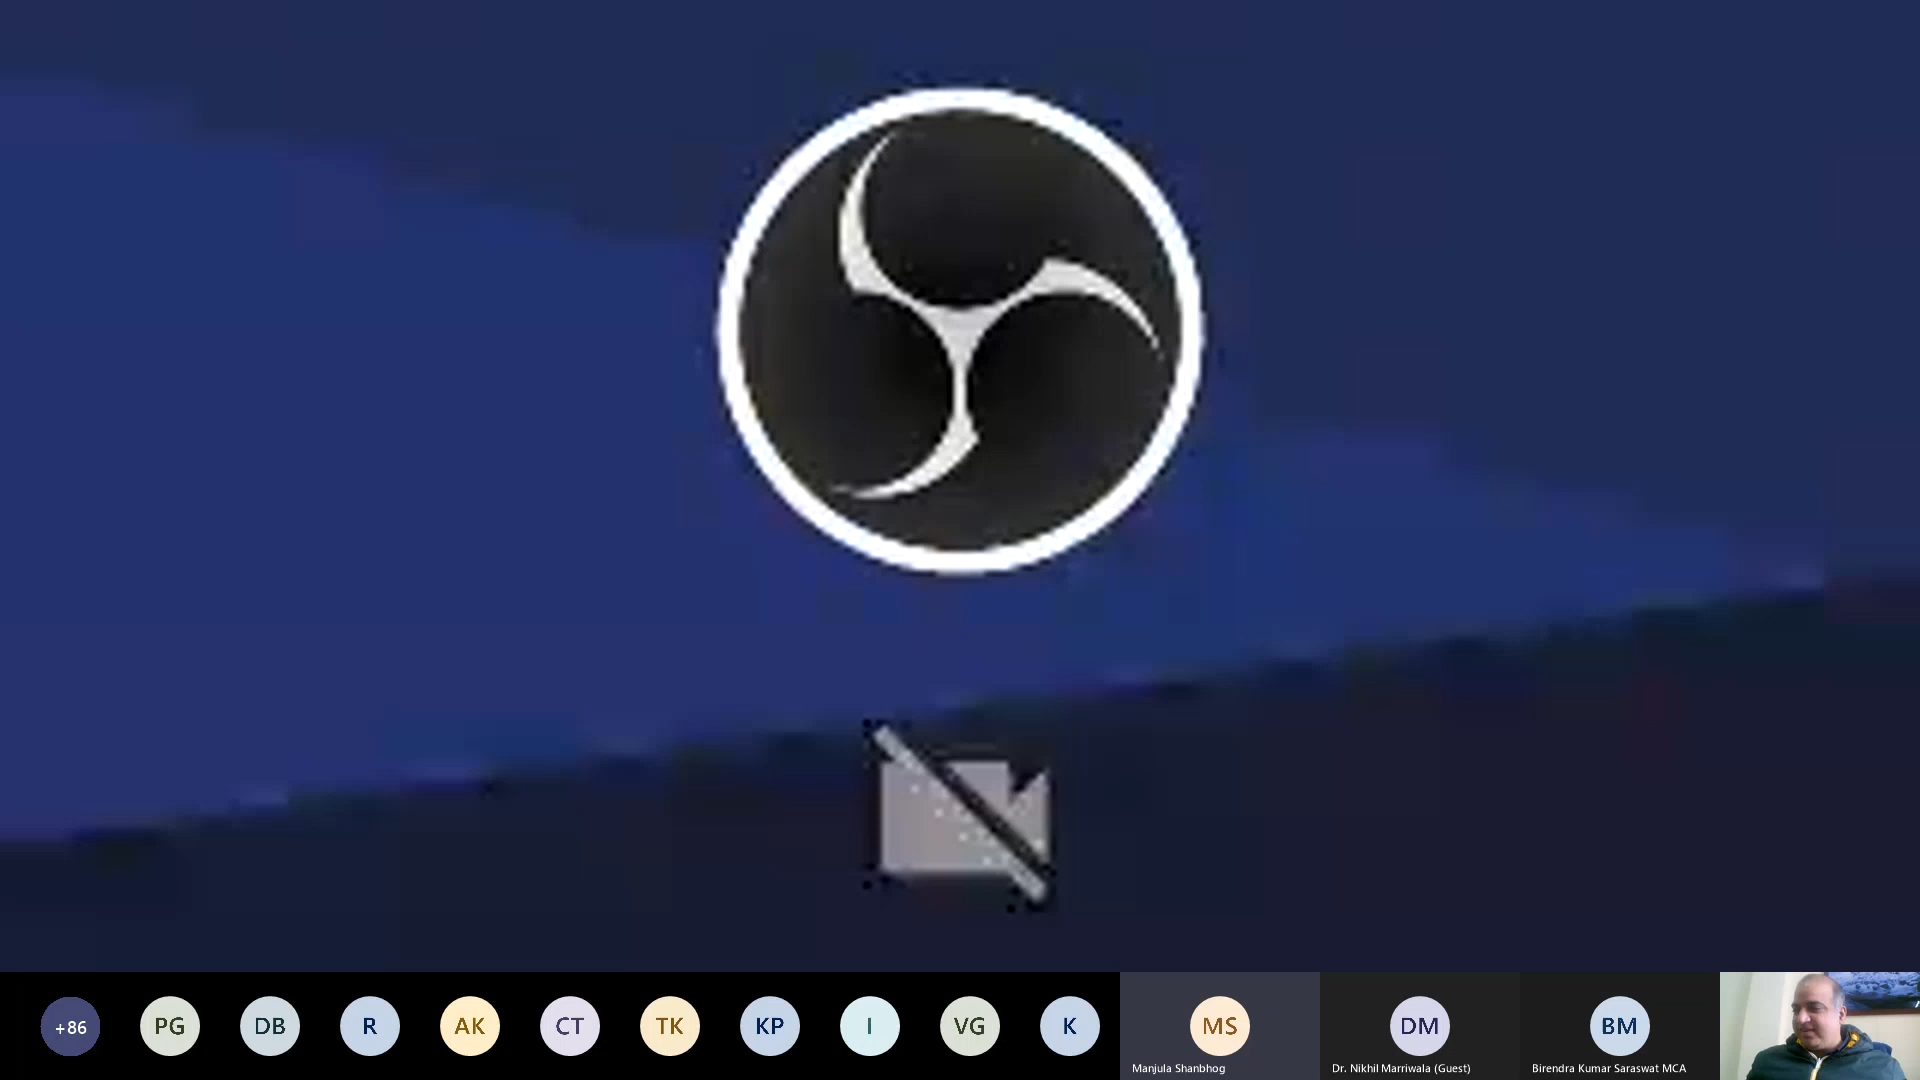 +86
PG
DB
R
AK
CT
TK
KP
I
VG
K
MS
DM
BM
Manjula Shanbhog
Dr. Nikhil Marriwala (Guest)
Birendra Kumar Saraswat MCA